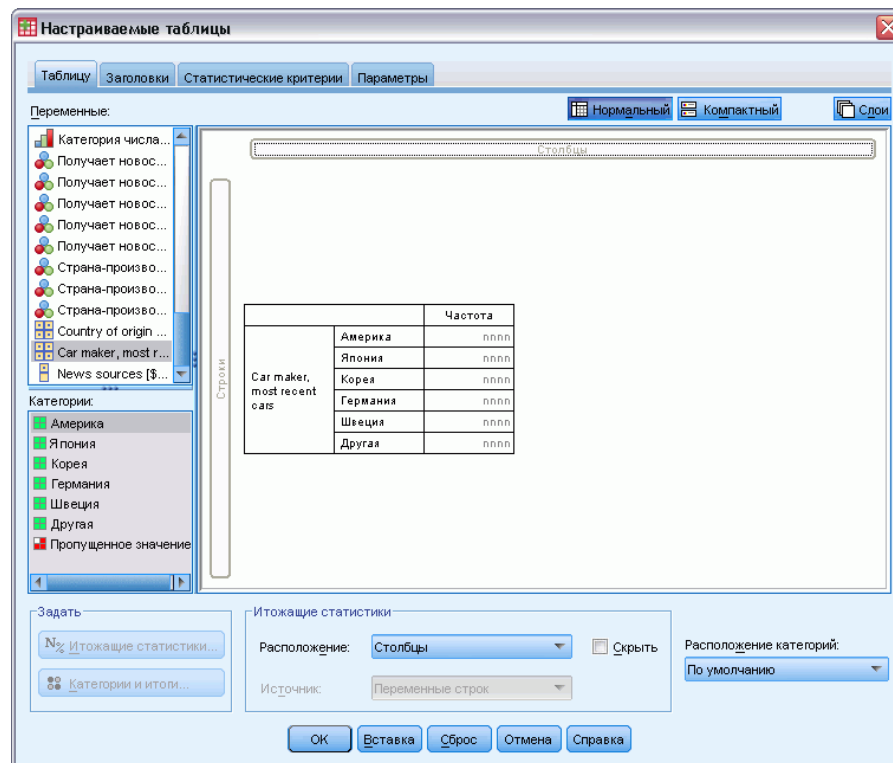 Настраиваемые таблицы
Таблицу Заголовки Статистические критерии Параметры
Переменные:
Нормальный Компактный Слои
Категория числа...
Получает новос...
Получает новос...
Получает новос...
Получает новос...
Получает новос...
Страна-произво...
Страна-произво...
Страна-произво...
Country of origin ...
Car maker, most r...
News sources [$...
Категории:
Америка
Япония
Корея
Германия
Швеция
Другая
Пропущенное значение
Столбцы
Строки
Частота
Car maker,
most recent
cars
Америка nnnn
Япония nnnn
Корея nnnn
Германия nnnn
Швеция nnnn
Другая nnnn
Задать
N% Итожащие статистики...
Категории и итоги...
Итожащие статистики
Расположение: Столбцы Скрыть
Источник: Переменные строк
Расположение категорий:
По умолчанию
OK Вставка Сброс Отмена Справка